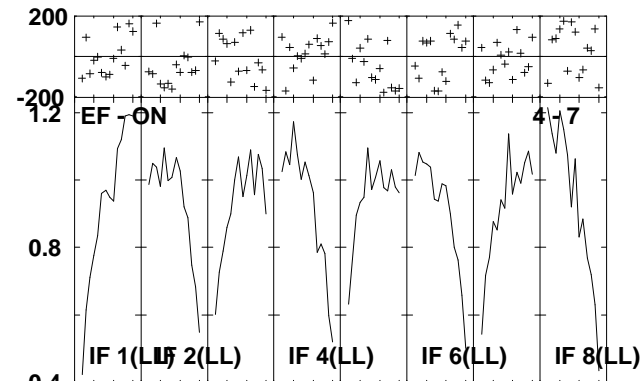 200
-200
1.2
EF - ON 4 - 7
0.8
IF 1(LL) IF 2(LL) IF 4(LL) IF 6(LL) IF 8(LL)
0.4